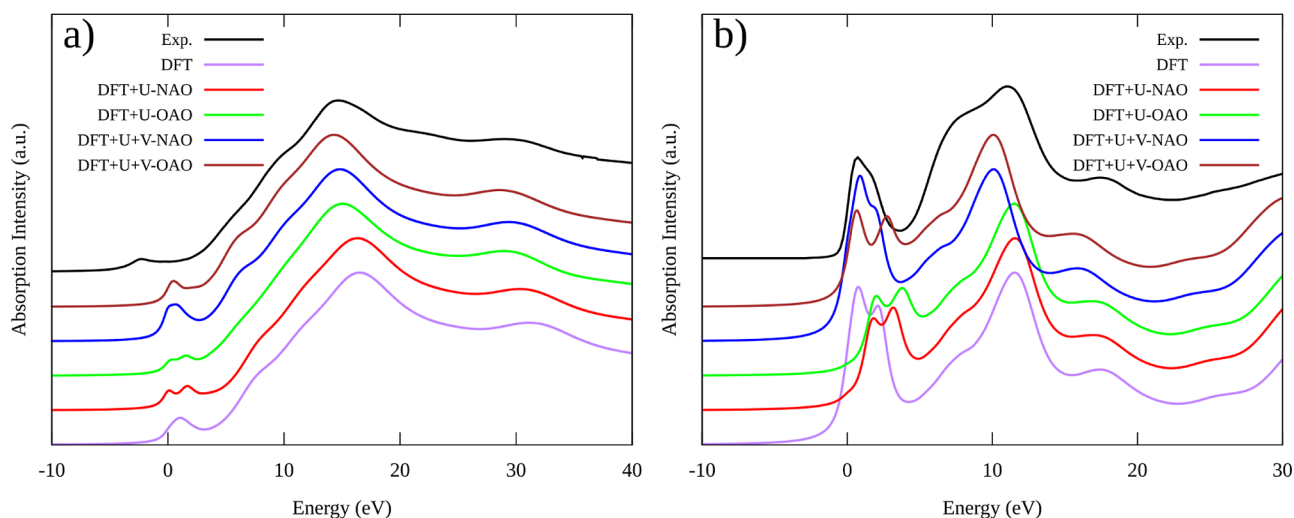 a)
Exp.
DFT
DFT+U-NAO
DFT+U-OAO
DFT+U+V-NAO
DFT+U+V-OAO
Absorption Intensity (a.u.)
-10 0 10 20 30 40
Energy (eV)
b)
Exp.
DFT
DFT+U-NAO
DFT+U-OAO
DFT+U+V-NAO
DFT+U+V-OAO
Absorption Intensity (a.u.)
-10 0 10 20 30
Energy (eV)